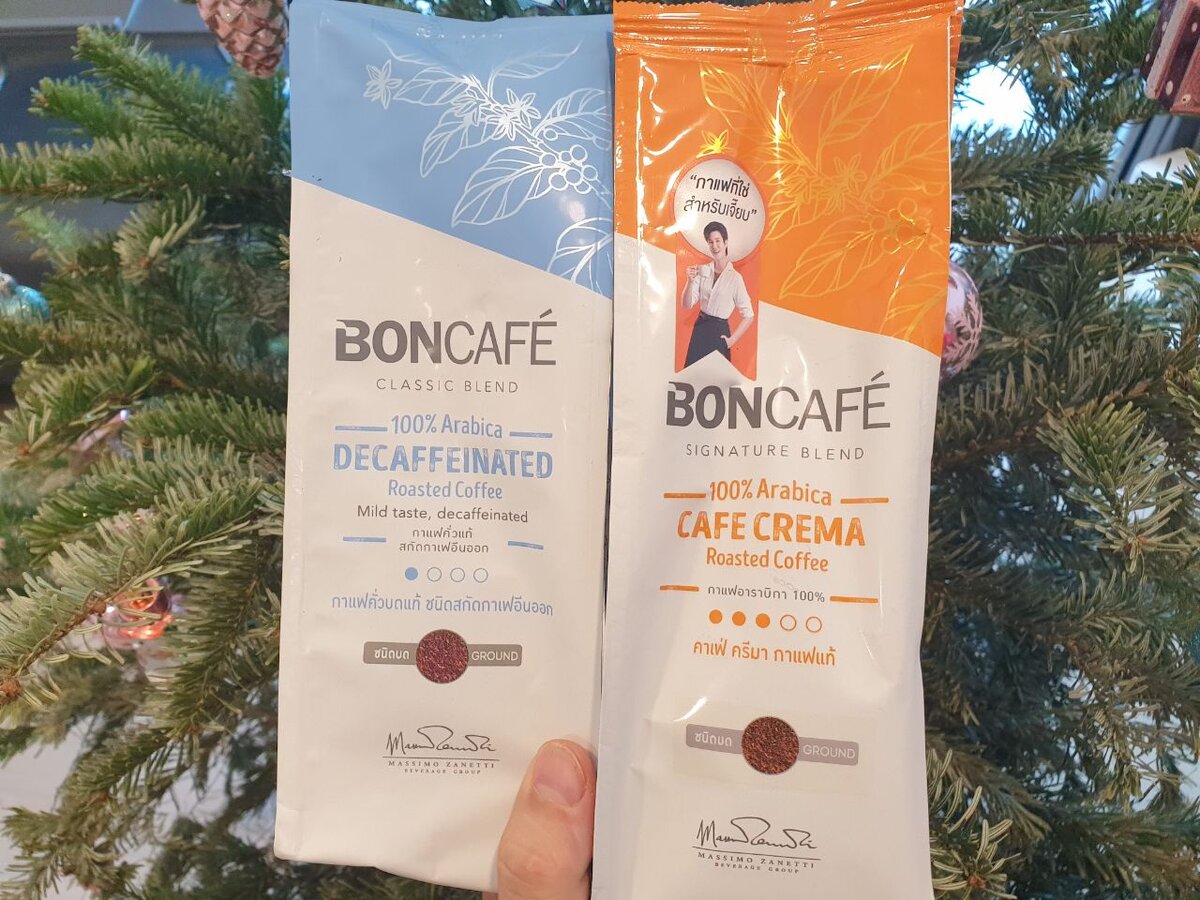 BONCAFÉ
CLASSIC BLEND
100% Arabica
DECAFFEINATED
Roasted Coffee
Mild taste, decaffeinated
กาแฟคั่วแท้
สกัดกาเฟอีนออก
กาแฟคั่วบดแท้ ชนิดสกัดกาเฟอีนออก
ชนิดบด GROUND
MASSIMO ZANETTI
BEVERAGE GROUP
"กาแฟที่ใช่
สำหรับเจี๊ยบ"
BONCAFÉ
SIGNATURE BLEND
100% Arabica
CAFE CREMA
Roasted Coffee
กาแฟอาราบิกา 100%
คาเฟ่ ครีมา กาแฟแท้
ชนิดบด GROUND
MASSIMO ZANETTI
BEVERAGE GROUP